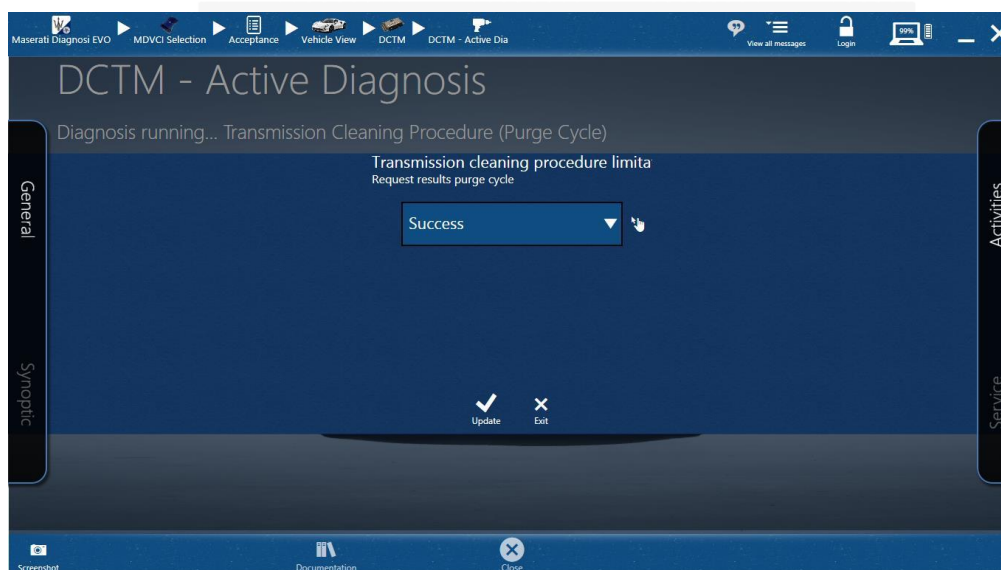 Maserati Diagnosi EVO MDVCI Selection Acceptance Vehicle View DCTM DCTM - Active Dia View all messages Login 99%
DCTM - Active Diagnosis
Diagnosis running... Transmission Cleaning Procedure (Purge Cycle)
Transmission cleaning procedure limita
Request results purge cycle
Success
General
Activities
Synoptic
Service
Update Exit
Screenshot Documentation Close